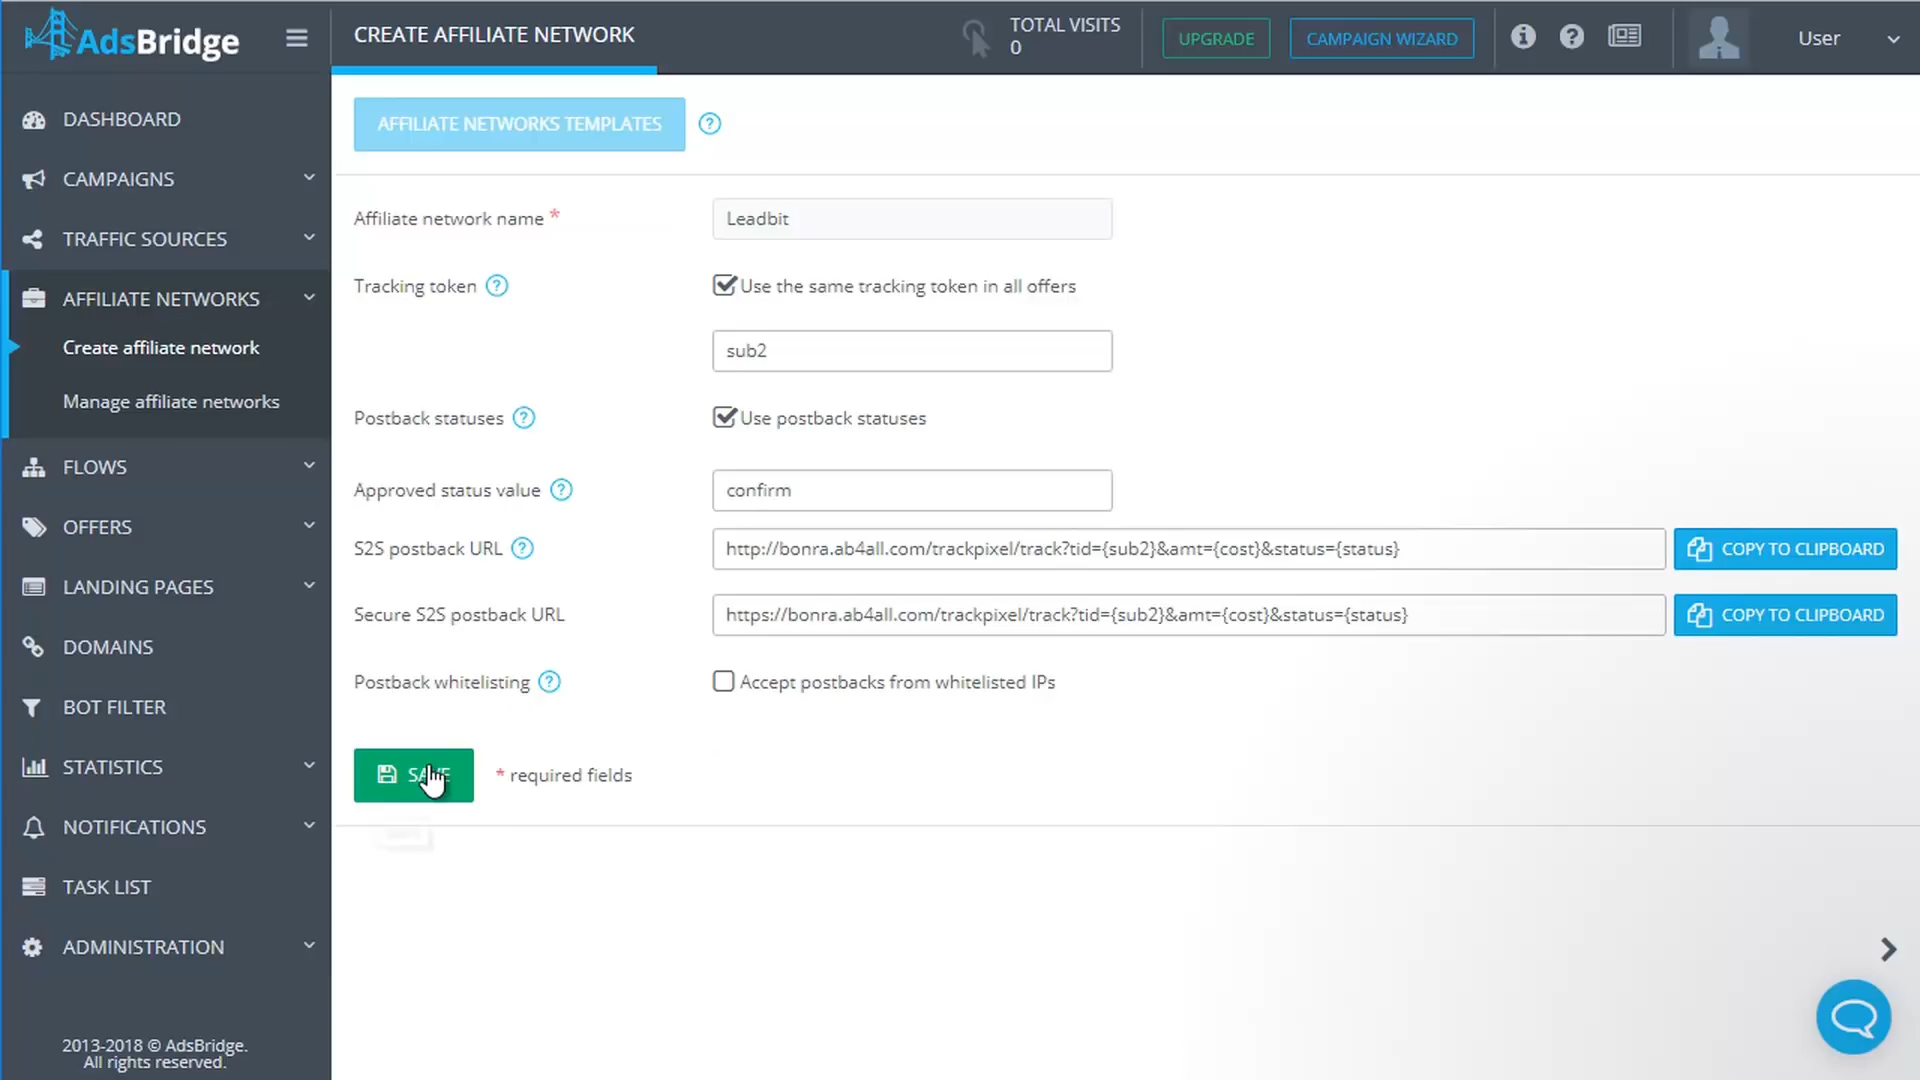 AdsBridge
CREATE AFFILIATE NETWORK
TOTAL VISITS
0
UPGRADE
CAMPAIGN WIZARD
User
DASHBOARD
CAMPAIGNS
TRAFFIC SOURCES
AFFILIATE NETWORKS
Create affiliate network
Manage affiliate networks
FLOWS
OFFERS
LANDING PAGES
DOMAINS
BOT FILTER
STATISTICS
NOTIFICATIONS
TASK LIST
ADMINISTRATION
2013-2018 © AdsBridge.
All rights reserved.
AFFILIATE NETWORKS TEMPLATES ?
Affiliate network name * Leadbit
Tracking token ? Use the same tracking token in all offers
sub2
Postback statuses ? Use postback statuses
Approved status value ? confirm
S2S postback URL ? http://bonra.ab4all.com/trackpixel/track?tid={sub2}&amt={cost}&status={status} COPY TO CLIPBOARD
Secure S2S postback URL https://bonra.ab4all.com/trackpixel/track?tid={sub2}&amt={cost}&status={status} COPY TO CLIPBOARD
Postback whitelisting ? Accept postbacks from whitelisted IPs
SAVE * required fields